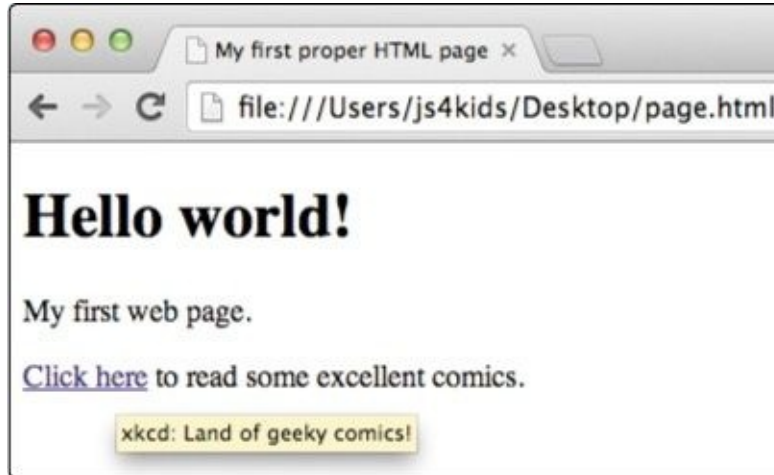 My first proper HTML page
file:///Users/js4kids/Desktop/page.html
Hello world!
My first web page.
Click here to read some excellent comics.
xkcd: Land of geeky comics!